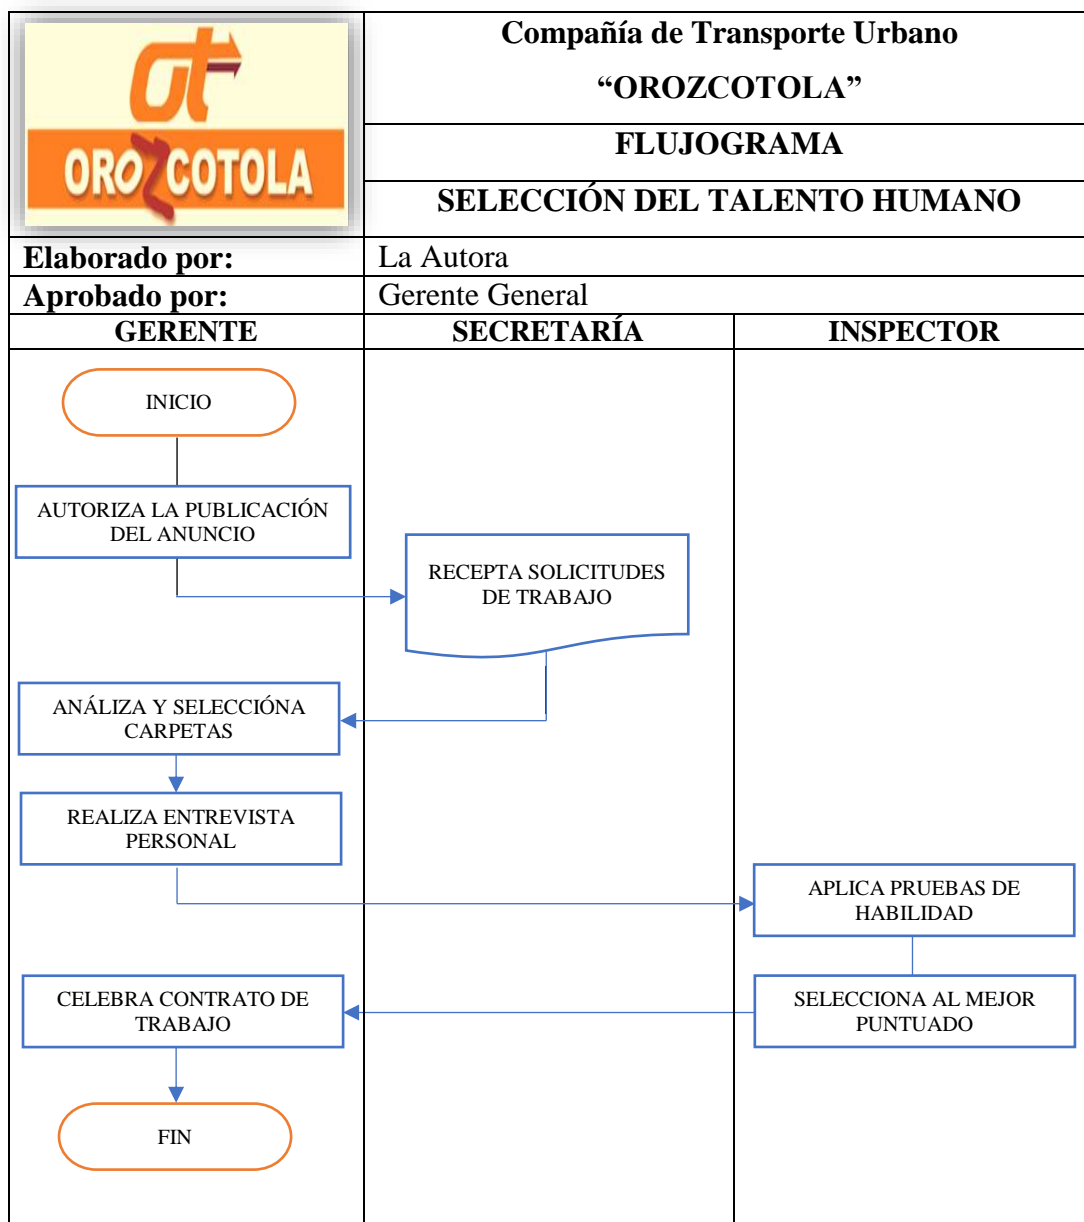 ot
OROZCOTOLA
Compañía de Transporte Urbano
“OROZCOTOLA”
FLUJOGRAMA
SELECCIÓN DEL TALENTO HUMANO
Elaborado por:
La Autora
Aprobado por:
Gerente General
GERENTE
SECRETARÍA
INSPECTOR
INICIO
AUTORIZA LA PUBLICACIÓN
DEL ANUNCIO
RECEPTA SOLICITUDES
DE TRABAJO
ANÁLIZA Y SELECCIÓNA
CARPETAS
REALIZA ENTREVISTA
PERSONAL
APLICA PRUEBAS DE
HABILIDAD
SELECCIONA AL MEJOR
PUNTUADO
CELEBRA CONTRATO DE
TRABAJO
FIN